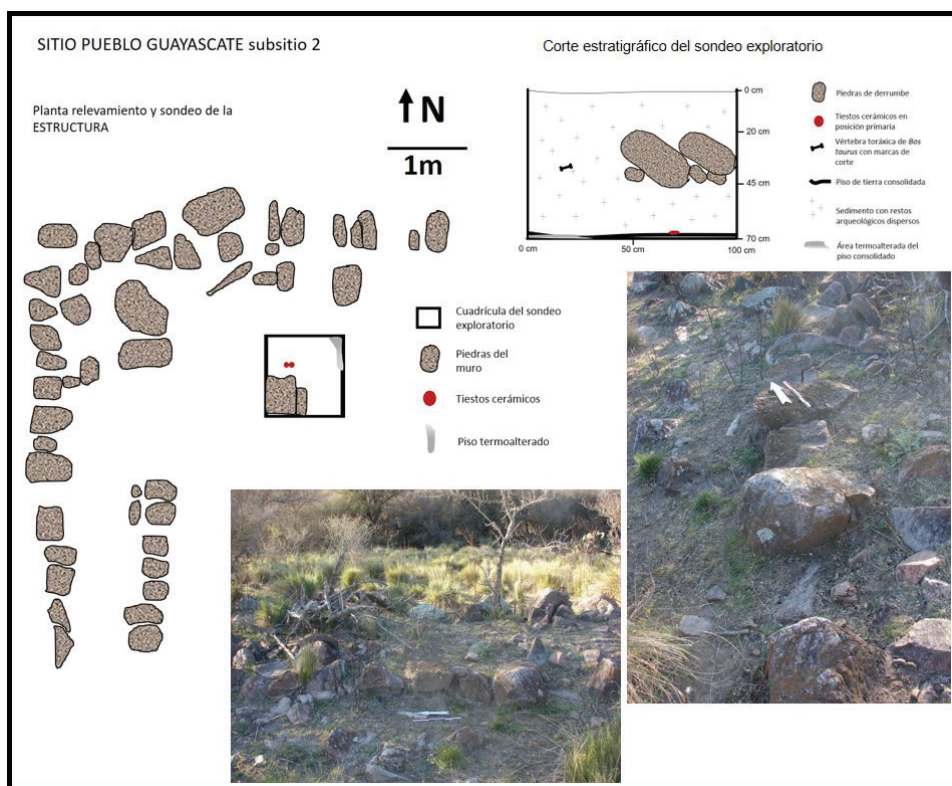 SITIO PUEBLO GUAYASCATE subsitio 2
Planta relevamiento y sondeo de la
ESTRUCTURA
N
1m
Cuadrícula del sondeo
exploratorio
Piedras del
muro
Tiestos cerámicos
Piso termoalterado
Corte estratigráfico del sondeo exploratorio
0 cm
20 cm
45 cm
70 cm
0 cm
50 cm
100 cm
Piedras de derrumbe
Tiestos cerámicos en
posición primaria
Vértebra toráxica de Bos
taurus con marcas de
corte
Piso de tierra consolidada
Sedimento con restos
arqueológicos dispersos
Área termoalterada del
piso consolidado